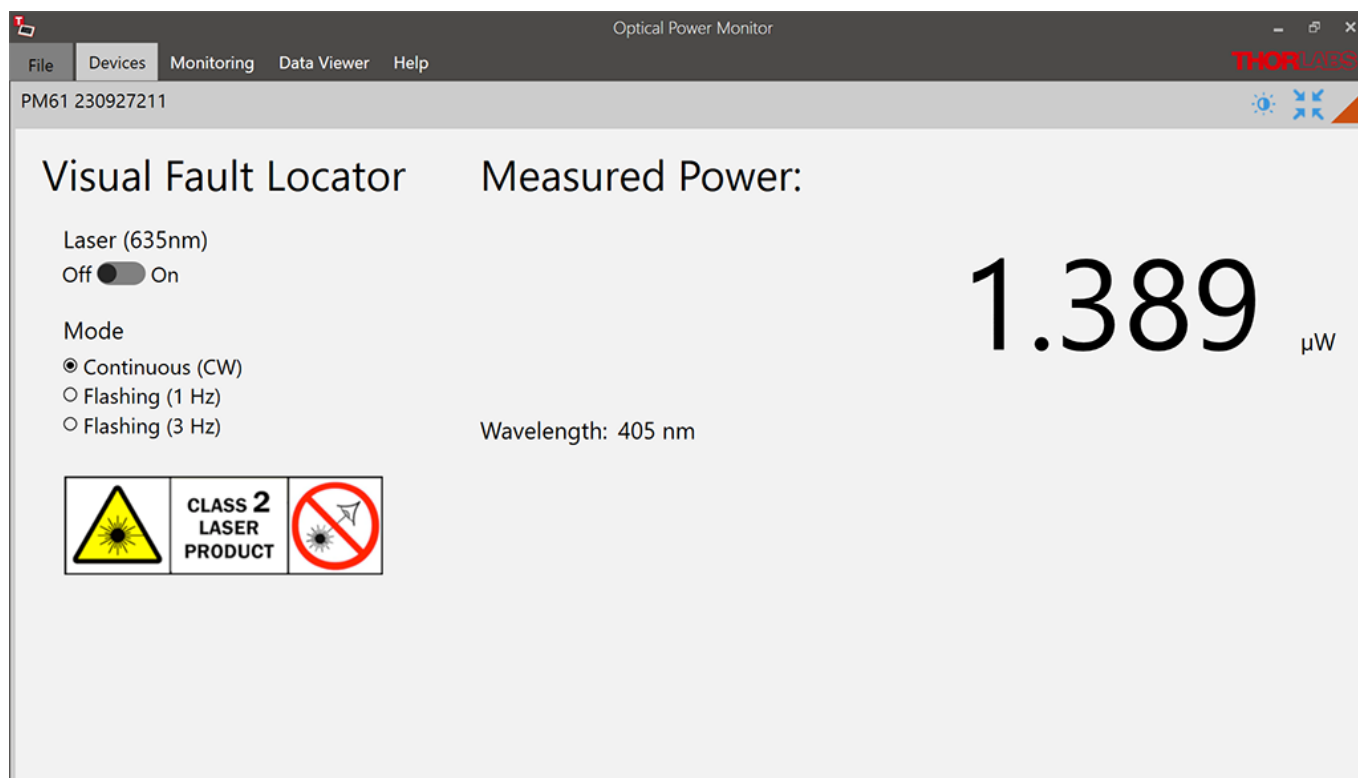 Optical Power Monitor
File Devices Monitoring Data Viewer Help
THORLABS
PM61 230927211
Visual Fault Locator
Laser (635nm)
Off On
Mode
Continuous (CW)
Flashing (1 Hz)
Flashing (3 Hz)
CLASS 2
LASER
PRODUCT
Measured Power:
1.389 µW
Wavelength: 405 nm